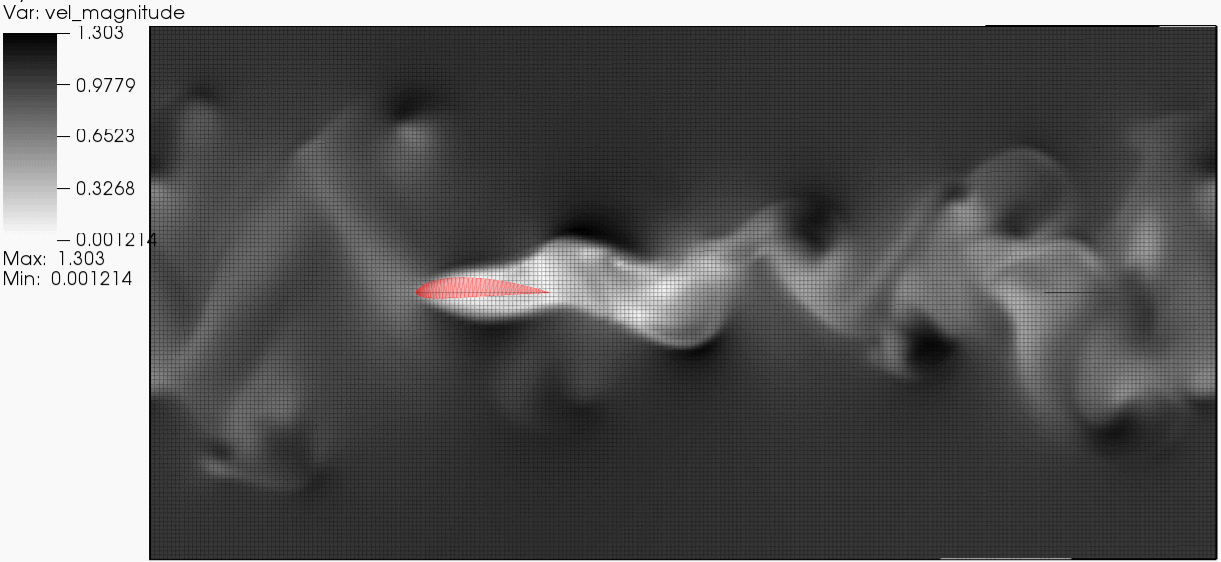 Var: vel_magnitude
1.303
0.9779
0.6523
0.3268
0.001214
Max: 1.303
Min: 0.001214